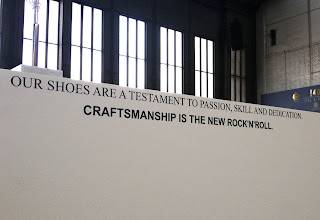 OUR SHOES ARE A TESTAMENT TO PASSION, SKILL AND DEDICATION.
CRAFTSMANSHIP IS THE NEW ROCK'N'ROLL.